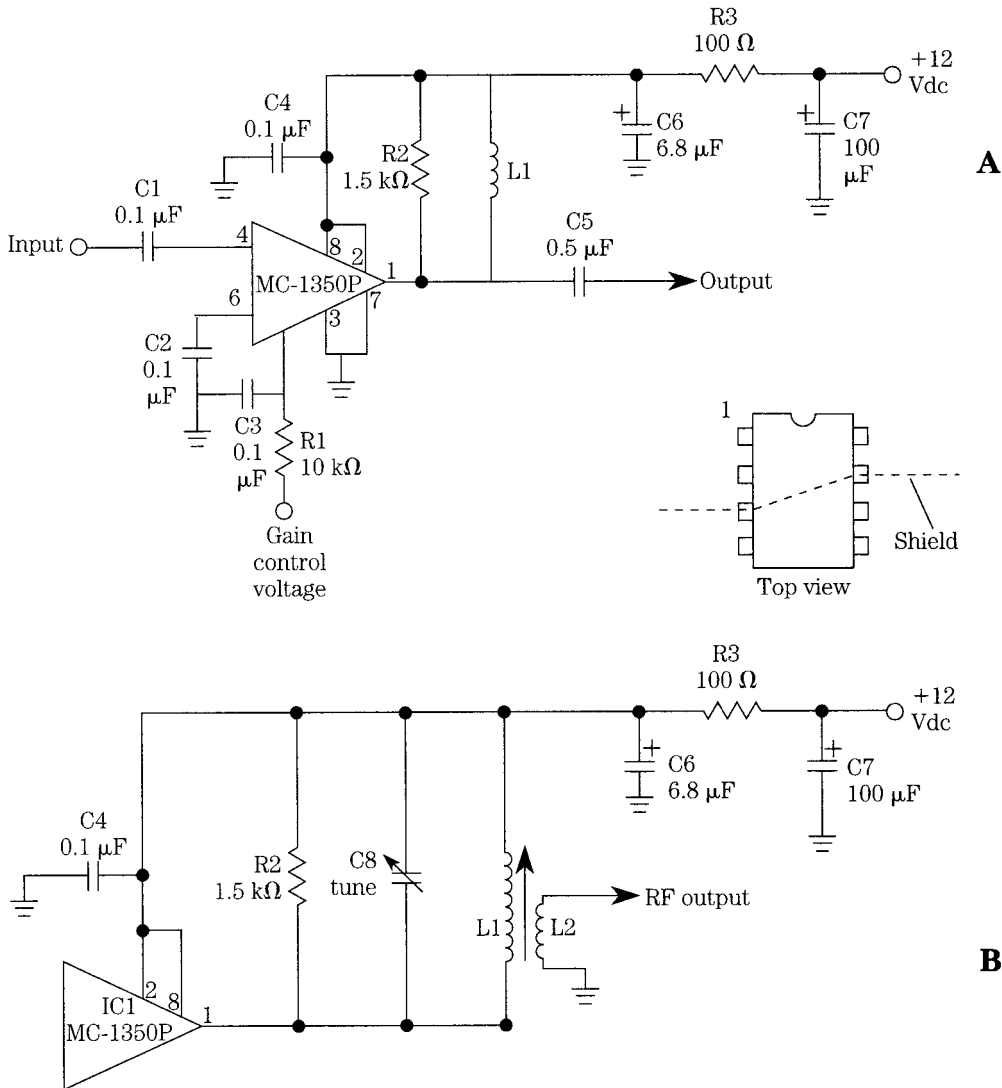 R3
100 Ω
+12
Vdc
C4
0.1 µF
C6
6.8 µF
C7
100
µF
R2
1.5 kΩ
L1
A
C1
0.1 µF
C5
0.5 µF
Input
4
8
2
1
MC-1350P
Output
6
7
3
C2
0.1
µF
C3
0.1
µF
R1
10 kΩ
Gain
control
voltage
1
Shield
Top view
R3
100 Ω
+12
Vdc
C6
6.8 µF
C7
100 µF
C4
0.1 µF
R2
1.5 kΩ
C8
tune
L1
L2
RF output
B
IC1
2
8
1
MC-1350P